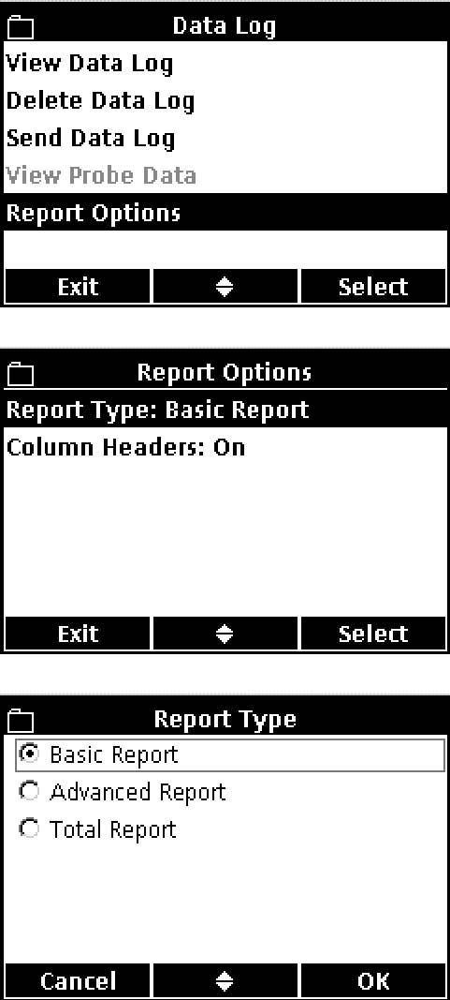 Data Log
View Data Log
Delete Data Log
Send Data Log
View Probe Data
Report Options
Exit Select
Report Options
Report Type: Basic Report
Column Headers: On
Exit Select
Report Type
Basic Report
Advanced Report
Total Report
Cancel OK